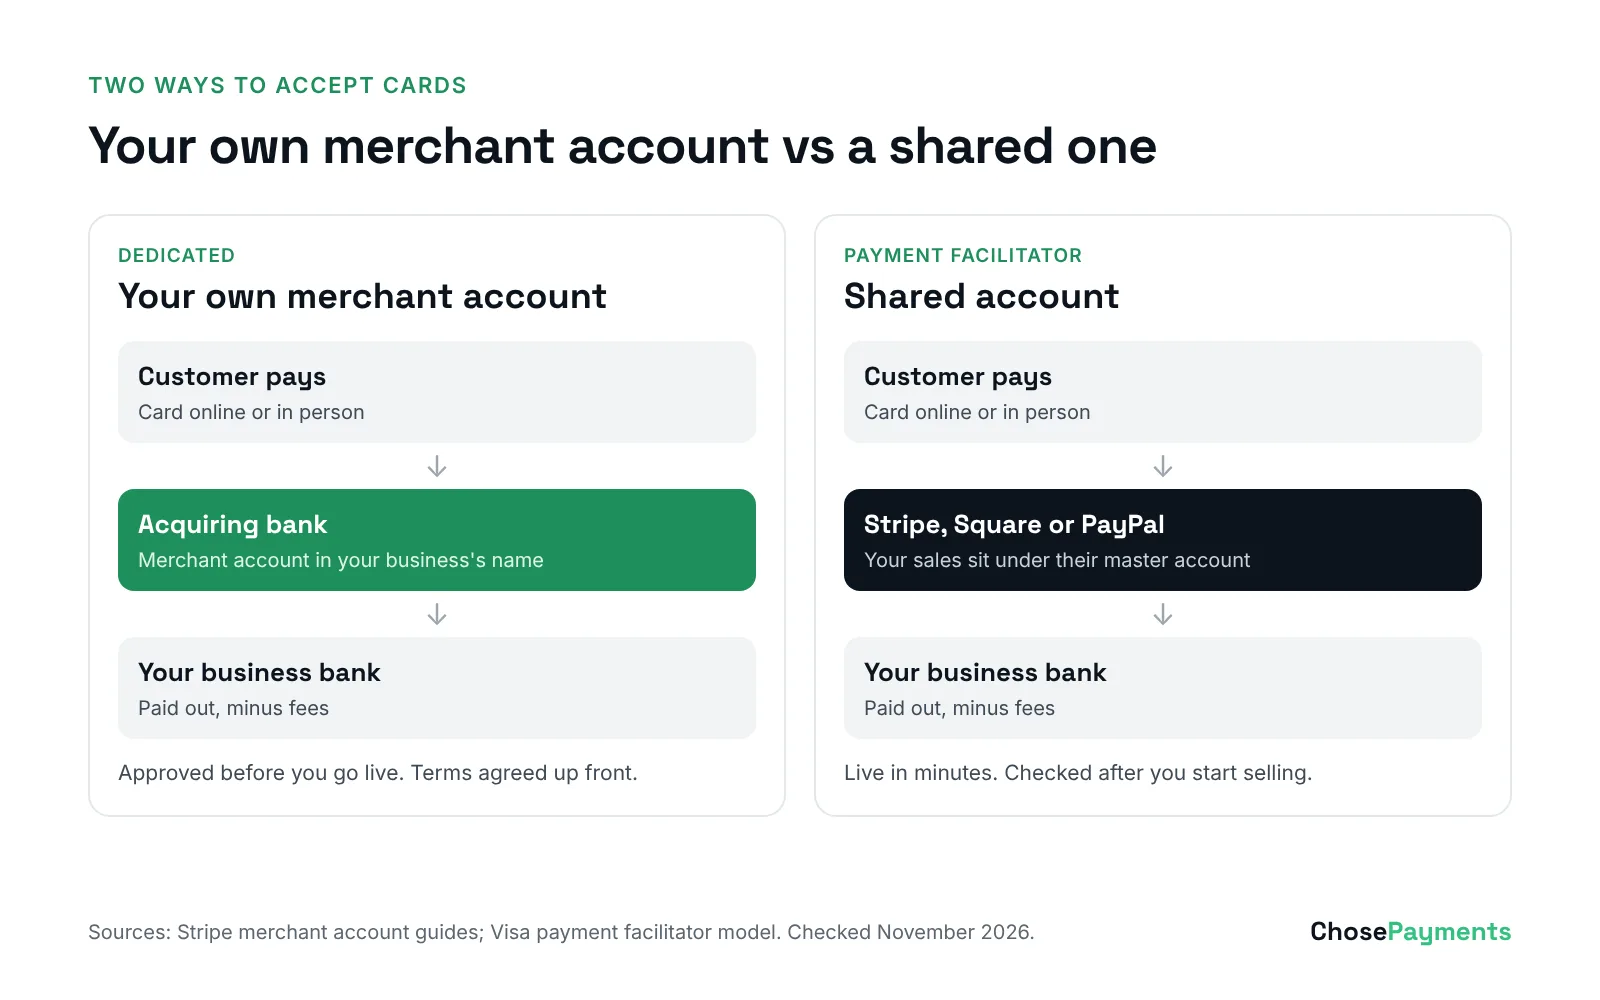 TWO WAYS TO ACCEPT CARDS
Your own merchant account vs a shared one
DEDICATED
Your own merchant account
Customer pays
Card online or in person
Acquiring bank
Merchant account in your business's name
Your business bank
Paid out, minus fees
Approved before you go live. Terms agreed up front.
PAYMENT FACILITATOR
Shared account
Customer pays
Card online or in person
Stripe, Square or PayPal
Your sales sit under their master account
Your business bank
Paid out, minus fees
Live in minutes. Checked after you start selling.
Sources: Stripe merchant account guides; Visa payment facilitator model. Checked November 2026.
ChosePayments